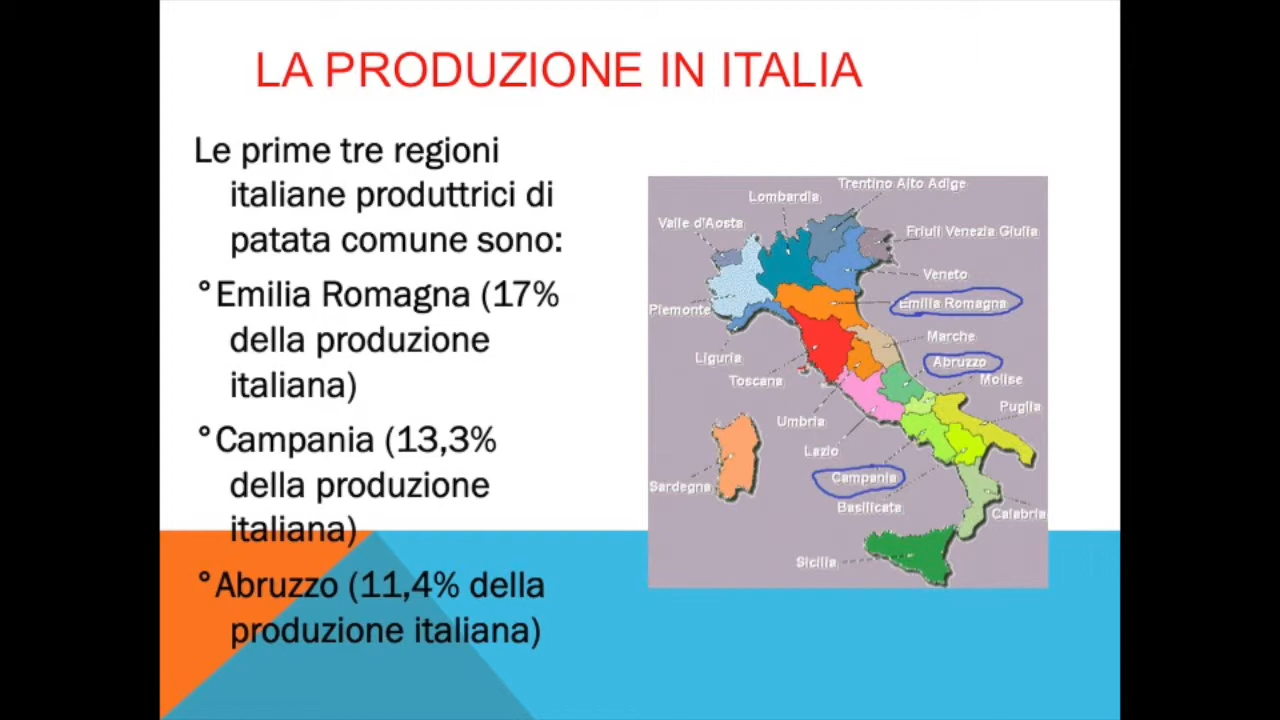 LA PRODUZIONE IN ITALIA
Le prime tre regioni
italiane produttrici di
patata comune sono:
°Emilia Romagna (17%
della produzione
italiana)
°Campania (13,3%
della produzione
italiana)
°Abruzzo (11,4% della
produzione italiana)
Trentino Alto Adige
Lombardia
Valle d'Aosta
Friuli Venezia Giulia
Veneto
Emilia Romagna
Piemonte
Marche
Liguria
Abruzzo
Toscana
Molise
Puglia
Umbria
Lazio
Campania
Sardegna
Basilicata
Calabria
Sicilia